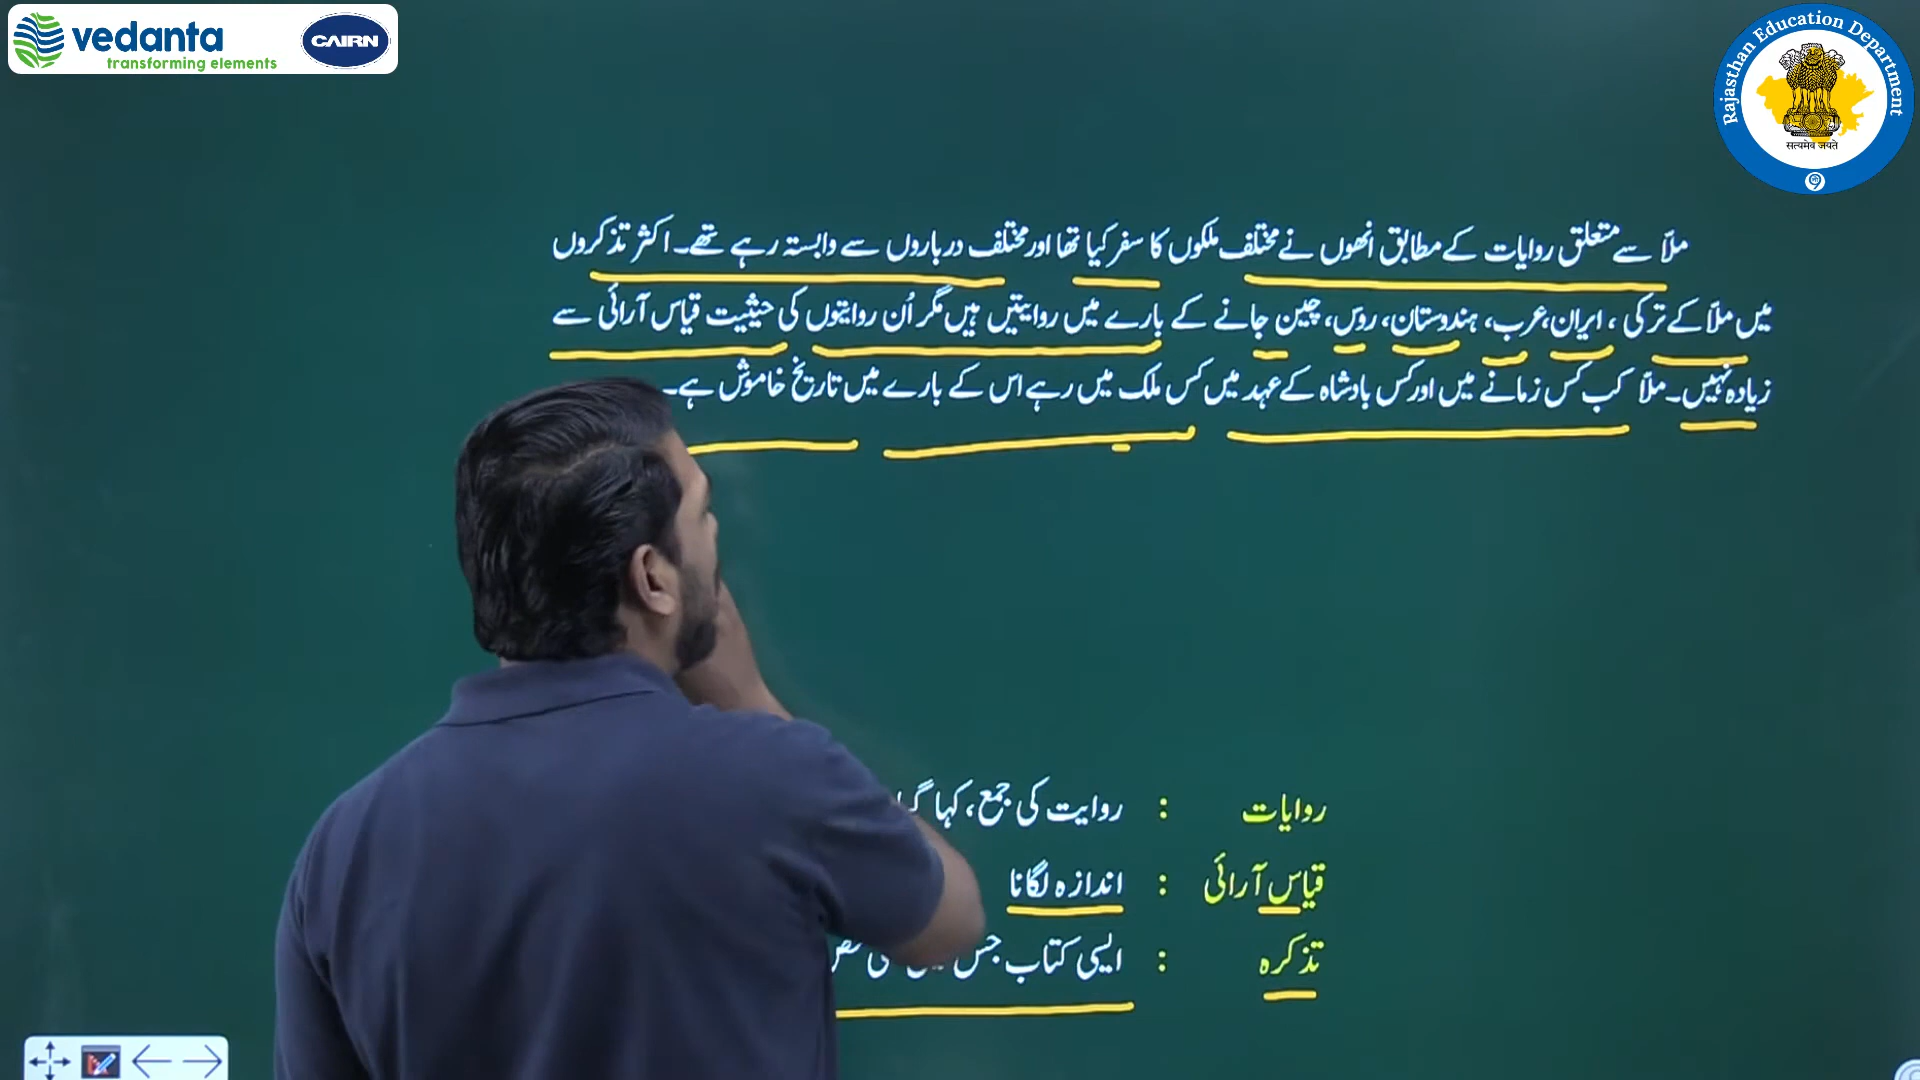 vedanta
transforming elements
CAIRN
Rajasthan Education Department
सत्यमेव जयते
ملّا سے متعلق روایات کے مطابق انھوں نے مختلف ملکوں کا سفر کیا تھا اور مختلف درباروں سے وابستہ رہے تھے۔ اکثر تذکروں
میں ملّا کے ترکی ، ایران،عرب، ہندوستان، روس، چین جانے کے بارے میں روایتیں ہیں مگر اُن روایتوں کی حیثیت قیاس آرائی سے
زیادہ نہیں۔ ملّا کب کس زمانے میں اور کس بادشاہ کے عہد میں کس ملک میں رہے اس کے بارے میں تاریخ خاموش ہے۔
روایات : روایت کی جمع، کہا
قیاس آرائی : اندازہ لگانا
تذکرہ : ایسی کتاب جس